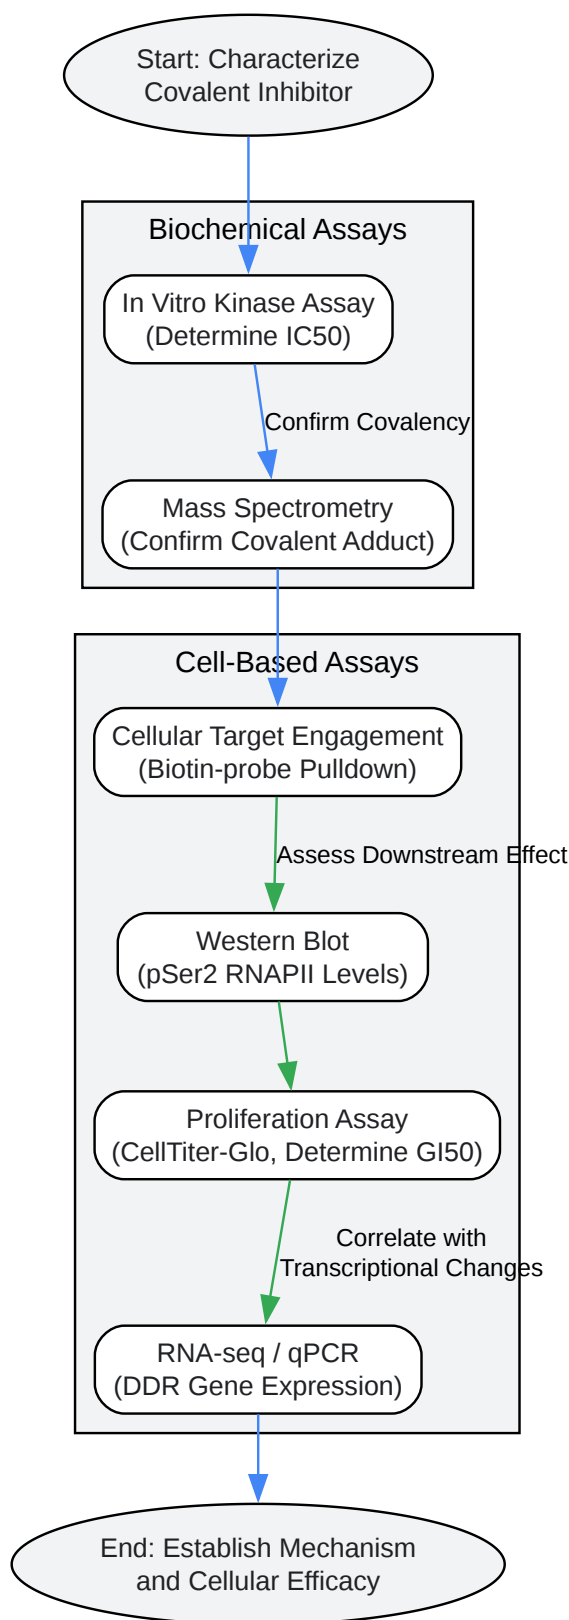 Start: Characterize
Covalent Inhibitor
Biochemical Assays
In Vitro Kinase Assay
(Determine IC50)
Confirm Covalency
Mass Spectrometry
(Confirm Covalent Adduct)
Cell-Based Assays
Cellular Target Engagement
(Biotin-probe Pulldown)
Assess Downstream Effect
Western Blot
(pSer2 RNAPII Levels)
Proliferation Assay
(CellTiter-Glo, Determine GI50)
Correlate with
Transcriptional Changes
RNA-seq / qPCR
(DDR Gene Expression)
End: Establish Mechanism
and Cellular Efficacy